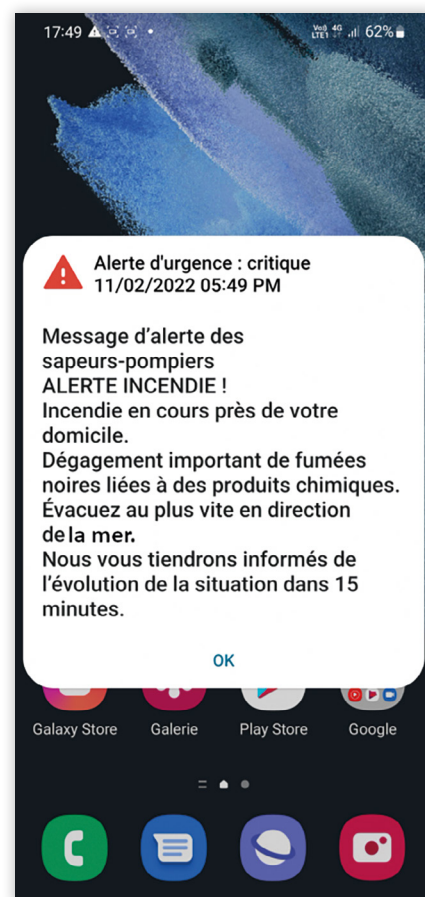 17:49 Vo)) 4G LTE1 62%
Alerte d'urgence : critique
11/02/2022 05:49 PM
Message d'alerte des
sapeurs-pompiers
ALERTE INCENDIE !
Incendie en cours près de votre
domicile.
Dégagement important de fumées
noires liées à des produits chimiques.
Évacuez au plus vite en direction
de la mer.
Nous vous tiendrons informés de
l'évolution de la situation dans 15
minutes.
OK
Galaxy Store Galerie Play Store Google